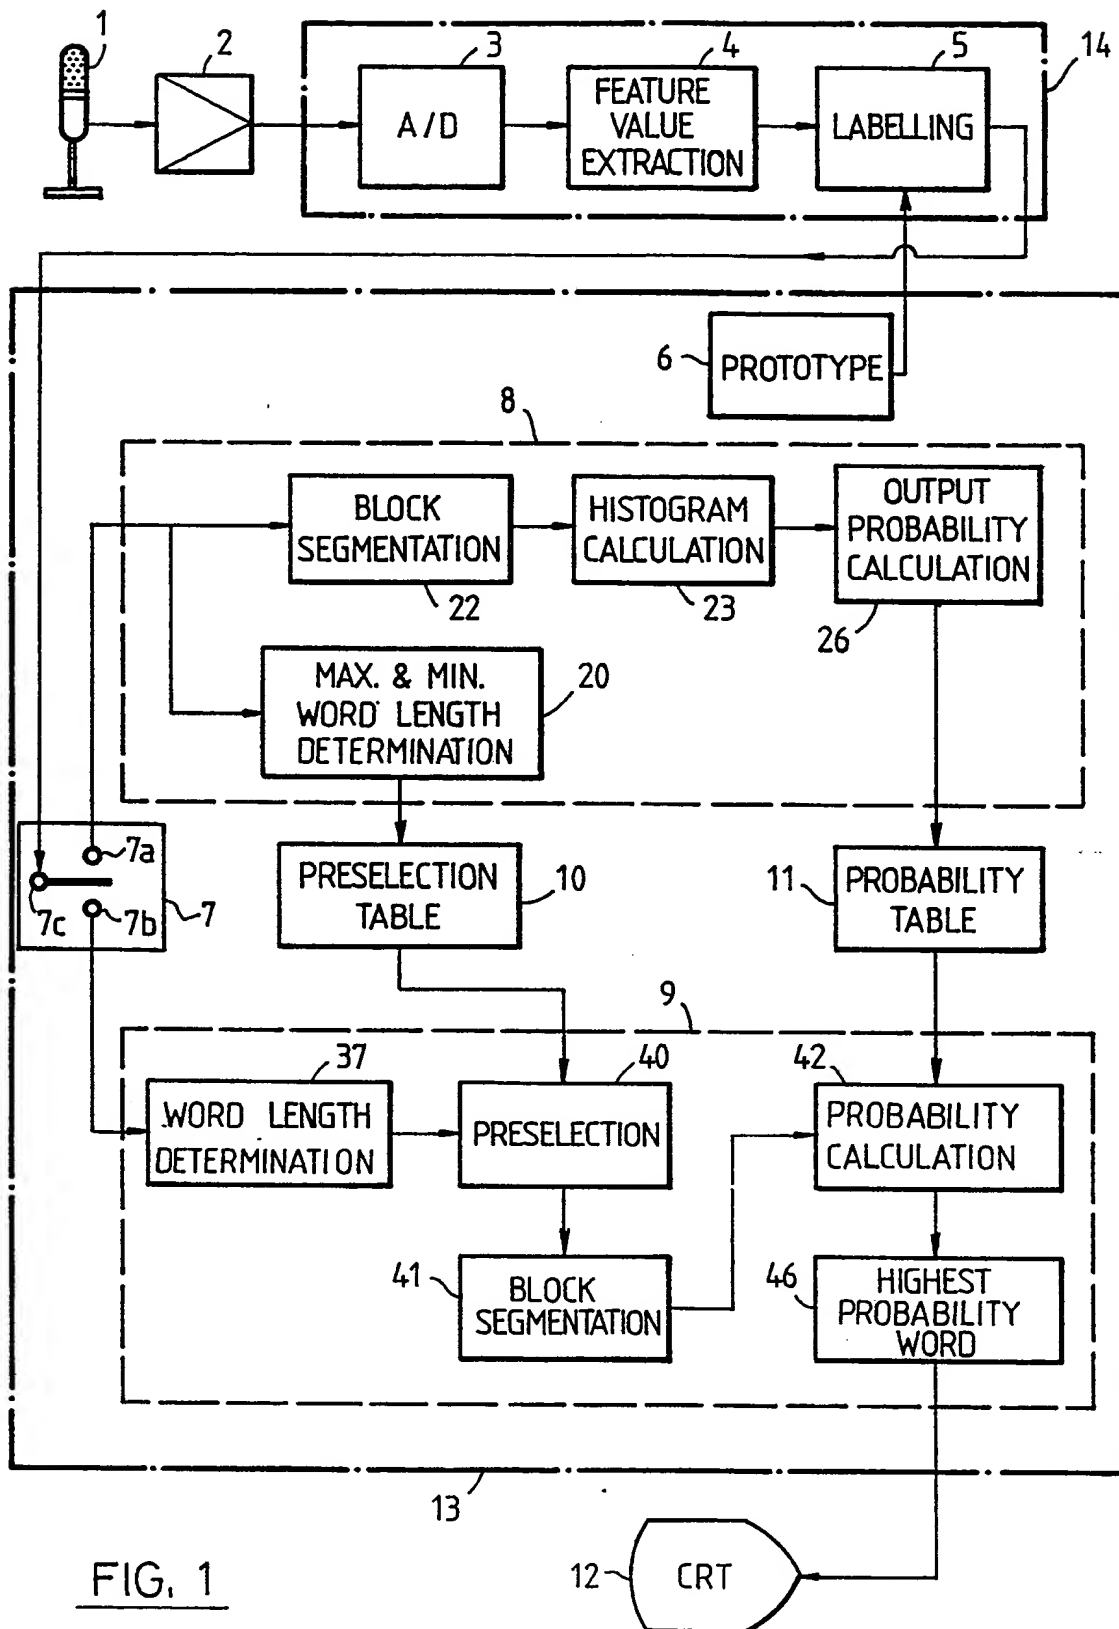 1
2
3
4
5
14
A/D
FEATURE
VALUE
EXTRACTION
LABELLING
6
PROTOTYPE
8
BLOCK
SEGMENTATION
22
HISTOGRAM
CALCULATION
23
OUTPUT
PROBABILITY
CALCULATION
26
MAX. & MIN.
WORD LENGTH
DETERMINATION
20
7a
7c
7b
7
PRESELECTION
TABLE
10
11
PROBABILITY
TABLE
9
37
WORD LENGTH
DETERMINATION
40
PRESELECTION
42
PROBABILITY
CALCULATION
41
BLOCK
SEGMENTATION
46
HIGHEST
PROBABILITY
WORD
13
12
CRT
FIG. 1